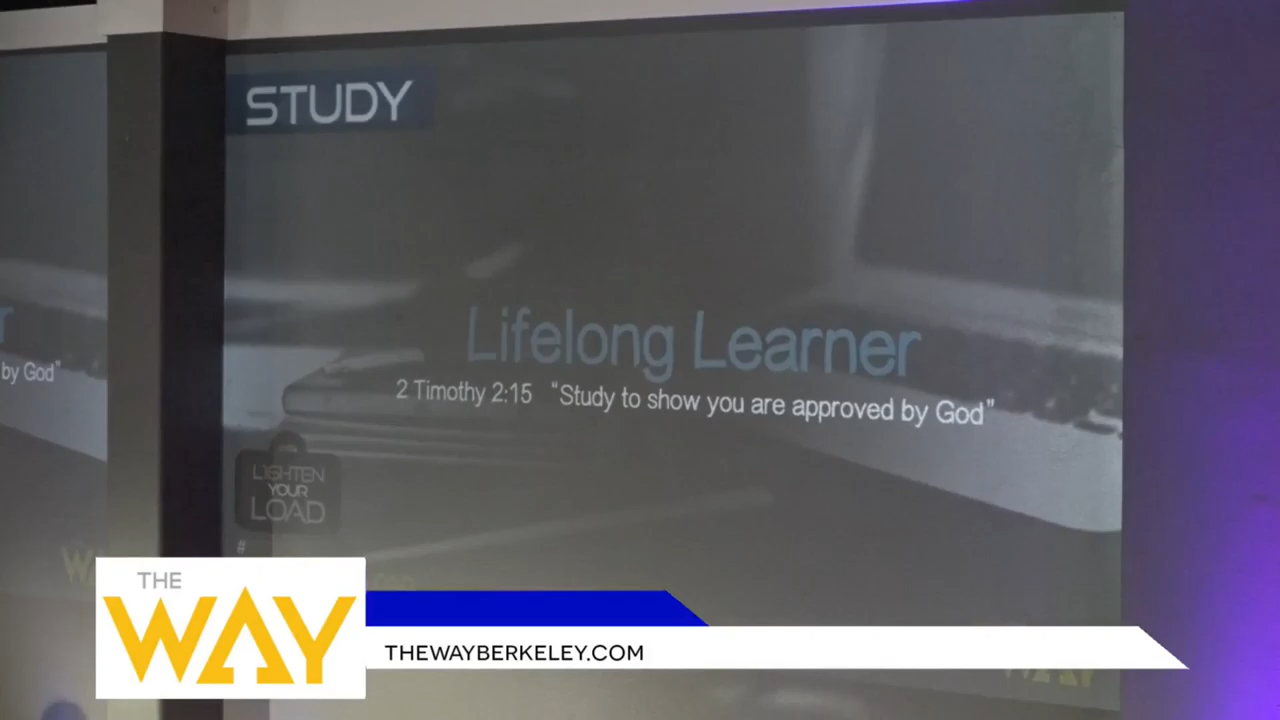 STUDY
Lifelong Learner
2 Timothy 2:15 "Study to show you are approved by God"
r
by God"
LIGHTEN
YOUR
LOAD
#
THE
WAY
THEWAYBERKELEY.COM
WAY